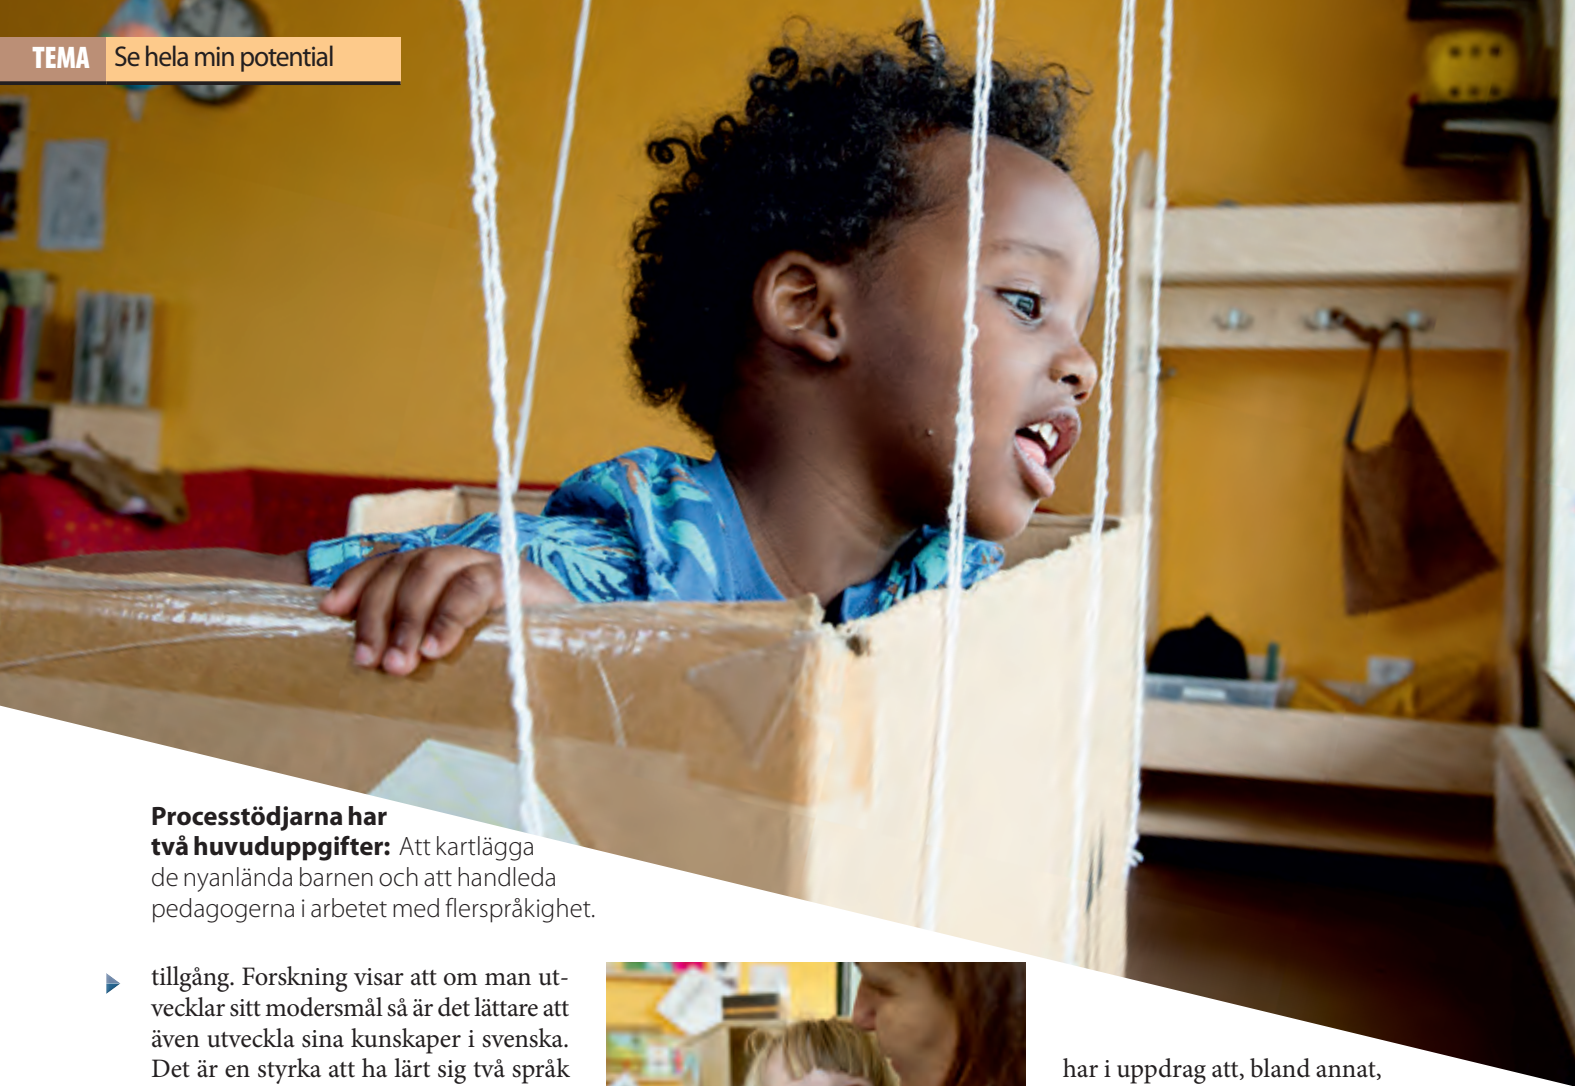 TEMA Se hela min potential
Processtödjarna har
två huvuduppgifter: Att kartlägga
de nyanlända barnen och att handleda
pedagogerna i arbetet med flerspråkighet.
tillgång. Forskning visar att om man ut-
vecklar sitt modersmål så är det lättare att
även utveckla sina kunskaper i svenska.
Det är en styrka att ha lärt sig två språk
har i uppdrag att, bland annat,